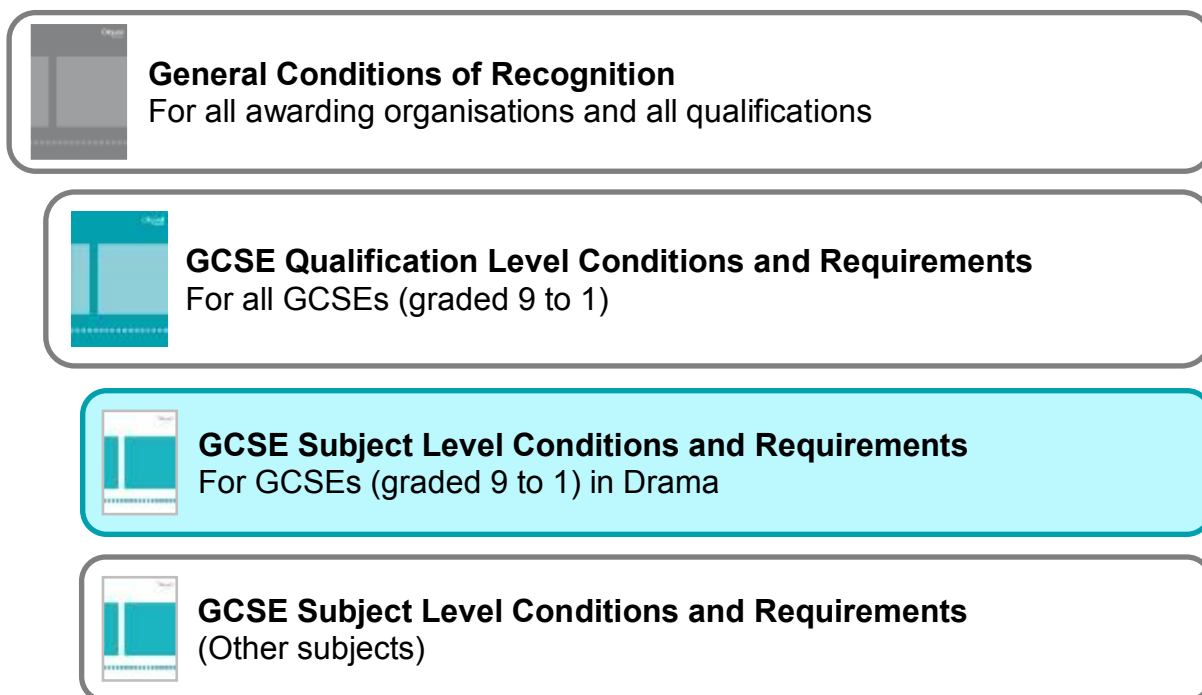 General Conditions of Recognition
For all awarding organisations and all qualifications
GCSE Qualification Level Conditions and Requirements
For all GCSEs (graded 9 to 1)
GCSE Subject Level Conditions and Requirements
For GCSEs (graded 9 to 1) in Drama
GCSE Subject Level Conditions and Requirements
(Other subjects)